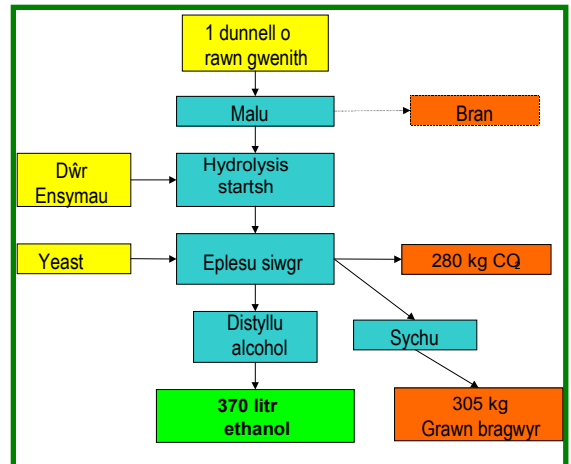 1 dunnell o
rawn gwenith
Malu
Bran
Dŵr
Ensymau
Hydrolysis
startsh
Yeast
Eplesu siwgr
280 kg CO2
Distyllu
alcohol
Sychu
370 litr
ethanol
305 kg
Grawn bragwyr